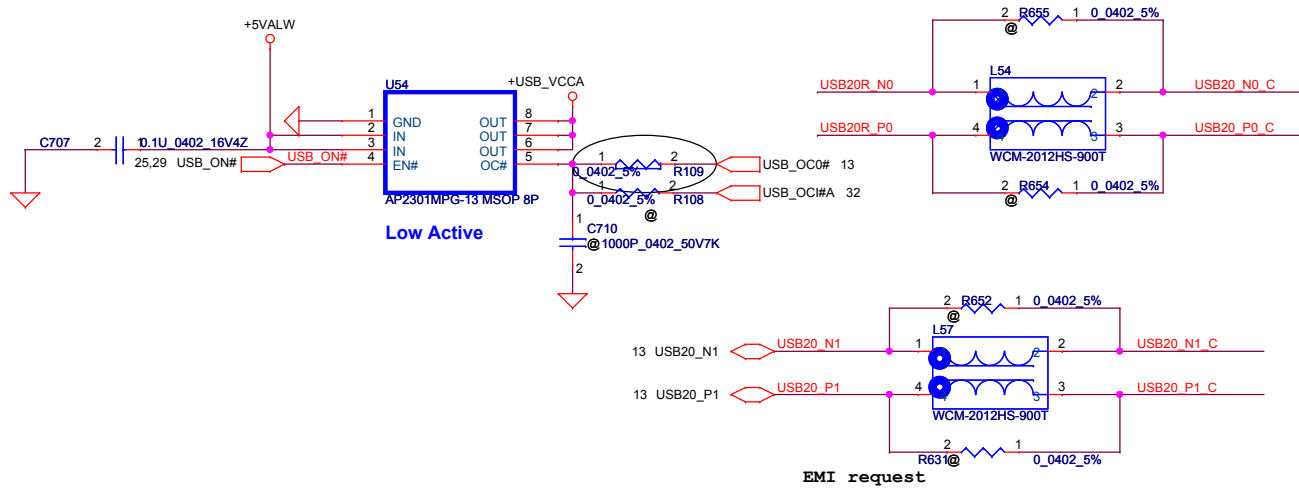 +5VALW
U54
+USB_VCCA
1 GND OUT 8
2 IN OUT 7
3 IN OUT 6
4 EN# OC# 5
C707 2 1 0.1U_0402_16V4Z
25,29 USB_ON# USB_ON#
AP2301MPG-13 MSOP 8P
Low Active
1 2
0_0402_5% R109
USB_OC0# 13
1 2
0_0402_5% R108
@
USB_OCI#A 32
1
C710
@ 1000P_0402_50V7K
2
2 R655 1 0_0402_5%
@
L54
USB20R_N0 1 2 2 USB20_N0_C
USB20R_P0 4 3 3 USB20_P0_C
WCM-2012HS-900T
2 R654 1 0_0402_5%
@
2 R652 1 0_0402_5%
@
L57
13 USB20_N1 USB20_N1 1 2 2 USB20_N1_C
13 USB20_P1 USB20_P1 4 4 3 3 USB20_P1_C
WCM-2012HS-900T
2 1
R631 @ 0_0402_5%
EMI request